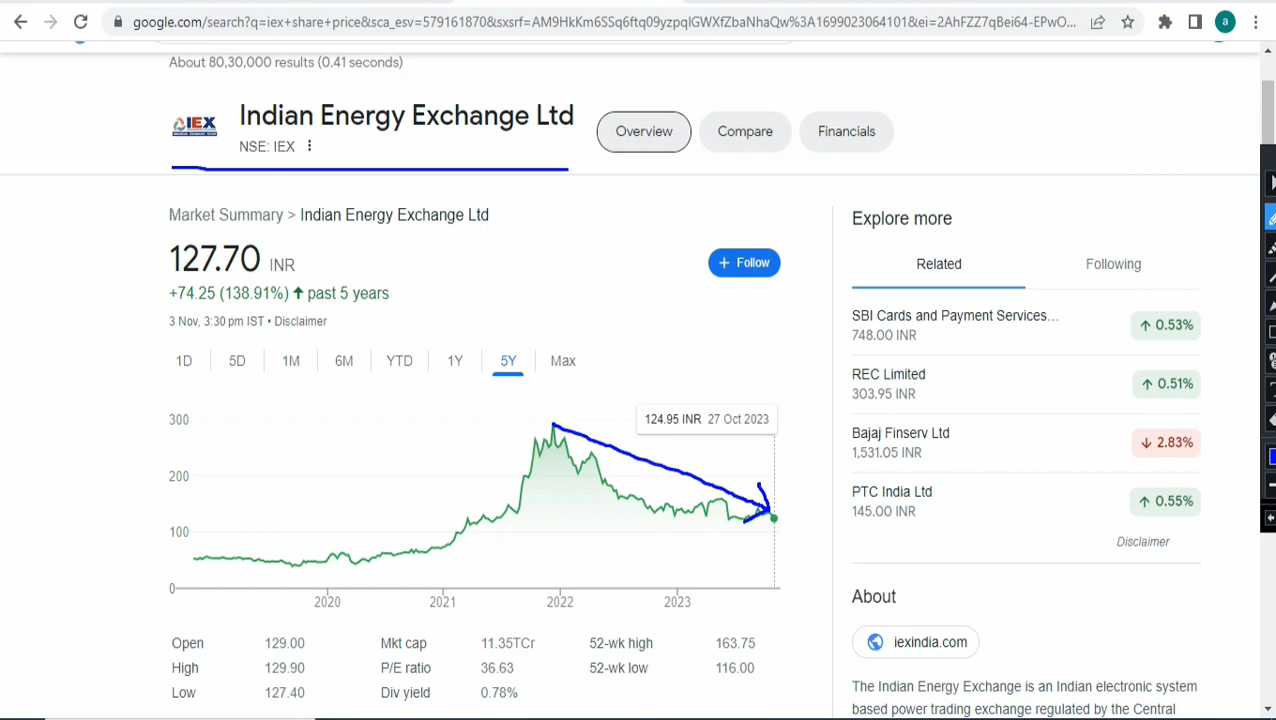 google.com/search?q=iex+share+price&sca_esv=579161870&sxsrf=AM9HkKm6SSq6ftq09yzpqlGWXfZbaNhaQw%3A1699023064101&ei=2AhFZZ7qBei64-EPwO...
a
About 80,30,000 results (0.41 seconds)
IEX
Indian Energy Exchange Ltd
NSE: IEX
Overview
Compare
Financials
Market Summary > Indian Energy Exchange Ltd
127.70 INR
+ Follow
+74.25 (138.91%) ↑ past 5 years
3 Nov, 3:30 pm IST • Disclaimer
1D 5D 1M 6M YTD 1Y 5Y Max
124.95 INR 27 Oct 2023
300
200
100
0
2020 2021 2022 2023
Open 129.00 Mkt cap 11.35TCr 52-wk high 163.75
High 129.90 P/E ratio 36.63 52-wk low 116.00
Low 127.40 Div yield 0.78%
Explore more
Related Following
SBI Cards and Payment Services...
748.00 INR
↑ 0.53%
REC Limited
303.95 INR
↑ 0.51%
Bajaj Finserv Ltd
1,531.05 INR
↓ 2.83%
PTC India Ltd
145.00 INR
↑ 0.55%
Disclaimer
About
iexindia.com
The Indian Energy Exchange is an Indian electronic system
based power trading exchange regulated by the Central